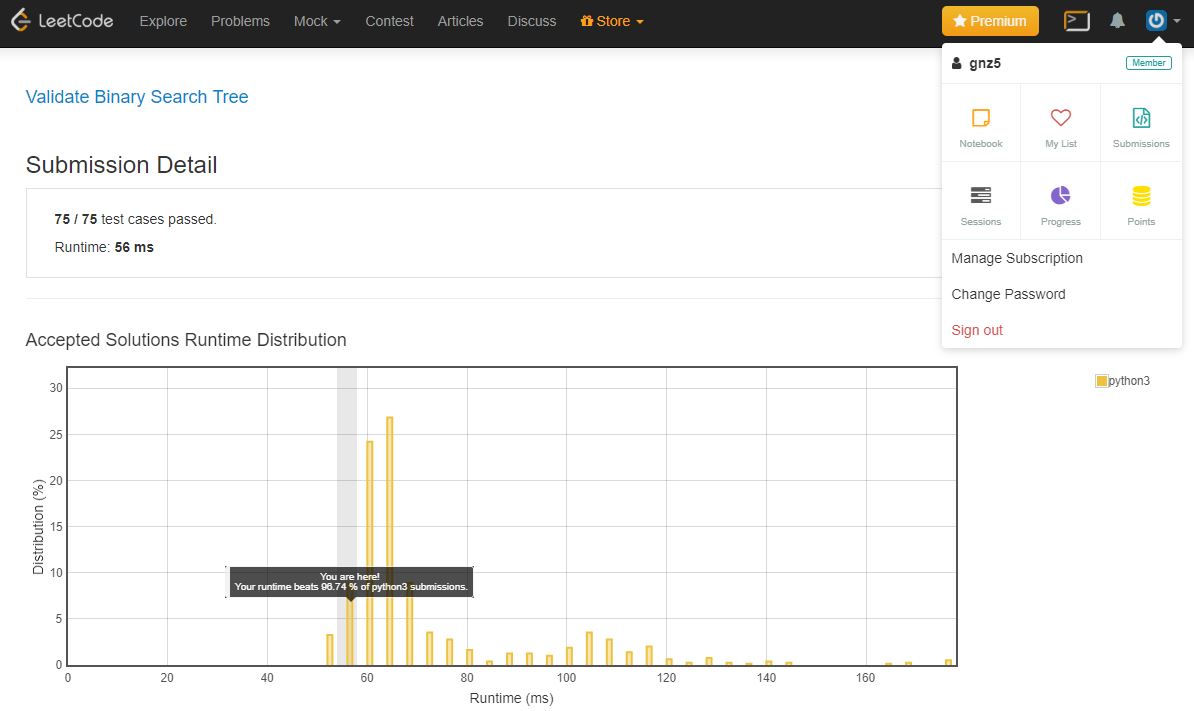 LeetCode Explore Problems Mock Contest Articles Discuss Store Premium
gnz5 Member
Notebook My List Submissions
Sessions Progress Points
Manage Subscription
Change Password
Sign out
Validate Binary Search Tree
Submission Detail
75 / 75 test cases passed.
Runtime: 56 ms
Accepted Solutions Runtime Distribution
python3
Distribution (%)
30
25
20
15
10
5
0
You are here!
Your runtime beats 96.74 % of python3 submissions.
0 20 40 60 80 100 120 140 160
Runtime (ms)